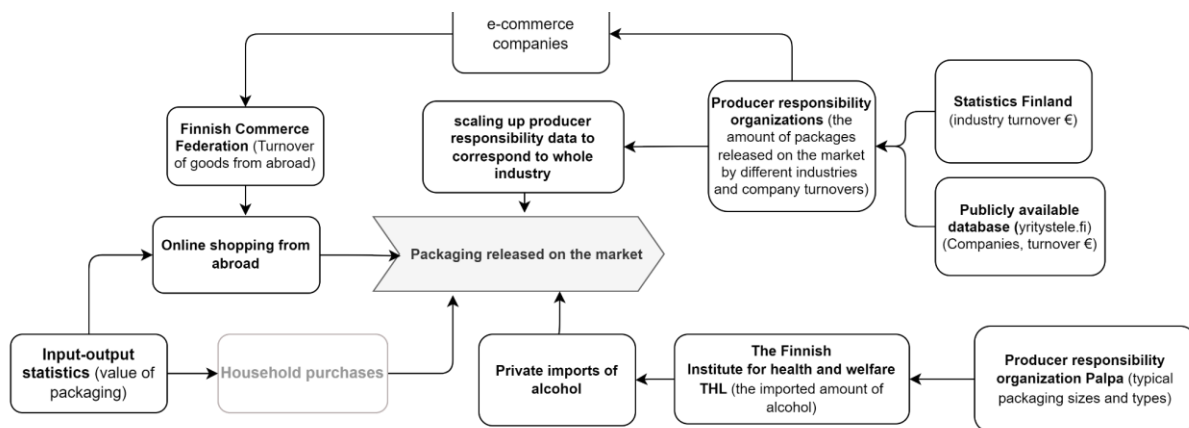 e-commerce
companies
Producer responsibility
organizations (the
amount of packages
released on the market
by different industries
and company turnovers)
Statistics Finland
(industry turnover €)
Finnish Commerce
Federation (Turnover
of goods from abroad)
scaling up producer
responsibility data to
correspond to whole
industry
Publicly available
database (yritystele.fi)
(Companies, turnover €)
Online shopping from
abroad
Packaging released on the market
Input-output
statistics (value of
packaging)
Household purchases
Private imports of
alcohol
The Finnish
Institute for health and welfare
THL (the imported amount of
alcohol)
Producer responsibility
organization Palpa (typical
packaging sizes and types)